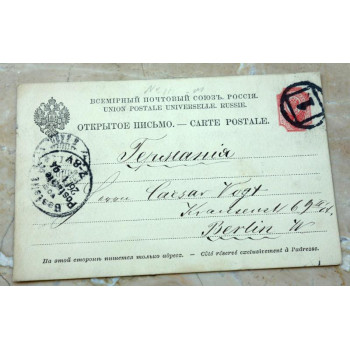 ВСЕМІРНЫЙ ПОЧТОВЫЙ СОЮЗЪ. РОССІЯ.
UNION POSTALE UNIVERSELLE. RUSSIE.
ОТКРЫТОЕ ПИСЬМО. — CARTE POSTALE.
1
Германія
Herrn Caesar Vogt
Berlin W
На этой сторонѣ пишется только адресъ. — Côté réservé exclusivement à l'adresse.